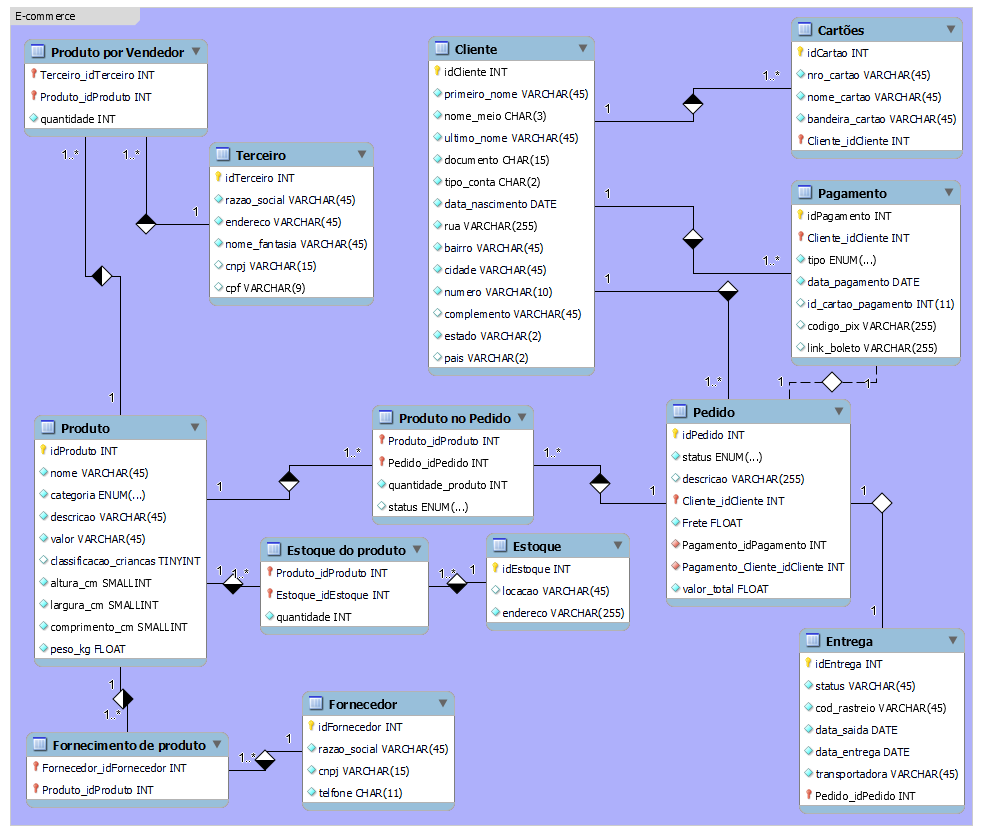 E-commerce
Produto por Vendedor
Terceiro_idTerceiro INT
Produto_idProduto INT
quantidade INT
1..*
1..*
1
1
Terceiro
idTerceiro INT
razao_social VARCHAR(45)
endereco VARCHAR(45)
nome_fantasia VARCHAR(45)
cnpj VARCHAR(15)
cpf VARCHAR(9)
Cliente
idCliente INT
primeiro_nome VARCHAR(45)
nome_meio CHAR(3)
ultimo_nome VARCHAR(45)
documento CHAR(15)
tipo_conta CHAR(2)
data_nascimento DATE
rua VARCHAR(255)
bairro VARCHAR(45)
cidade VARCHAR(45)
numero VARCHAR(10)
complemento VARCHAR(45)
estado VARCHAR(2)
pais VARCHAR(2)
1
1..*
1
1..*
1
1..*
Cartões
idCartao INT
nro_cartao VARCHAR(45)
nome_cartao VARCHAR(45)
bandeira_cartao VARCHAR(45)
Cliente_idCliente INT
Pagamento
idPagamento INT
Cliente_idCliente INT
tipo ENUM(...)
data_pagamento DATE
id_cartao_pagamento INT(11)
codigo_pix VARCHAR(255)
link_boleto VARCHAR(255)
1
1
Produto
idProduto INT
nome VARCHAR(45)
categoria ENUM(...)
descricao VARCHAR(45)
valor VARCHAR(45)
classificacao_criancas TINYINT
altura_cm SMALLINT
largura_cm SMALLINT
comprimento_cm SMALLINT
peso_kg FLOAT
1
1..*
Produto no Pedido
Produto_idProduto INT
Pedido_idPedido INT
quantidade_produto INT
status ENUM(...)
1..*
1
Pedido
idPedido INT
status ENUM(...)
descricao VARCHAR(255)
Cliente_idCliente INT
Frete FLOAT
Pagamento_idPagamento INT
Pagamento_Cliente_idCliente INT
valor_total FLOAT
1
1
1
1..*
Estoque do produto
Produto_idProduto INT
Estoque_idEstoque INT
quantidade INT
1..*
1
Estoque
idEstoque INT
locacao VARCHAR(45)
endereco VARCHAR(255)
Entrega
idEntrega INT
status VARCHAR(45)
cod_rastreio VARCHAR(45)
data_saida DATE
data_entrega DATE
transportadora VARCHAR(45)
Pedido_idPedido INT
1
1..*
Fornecimento de produto
Fornecedor_idFornecedor INT
Produto_idProduto INT
1..*
1
Fornecedor
idFornecedor INT
razao_social VARCHAR(45)
cnpj VARCHAR(15)
telfone CHAR(11)